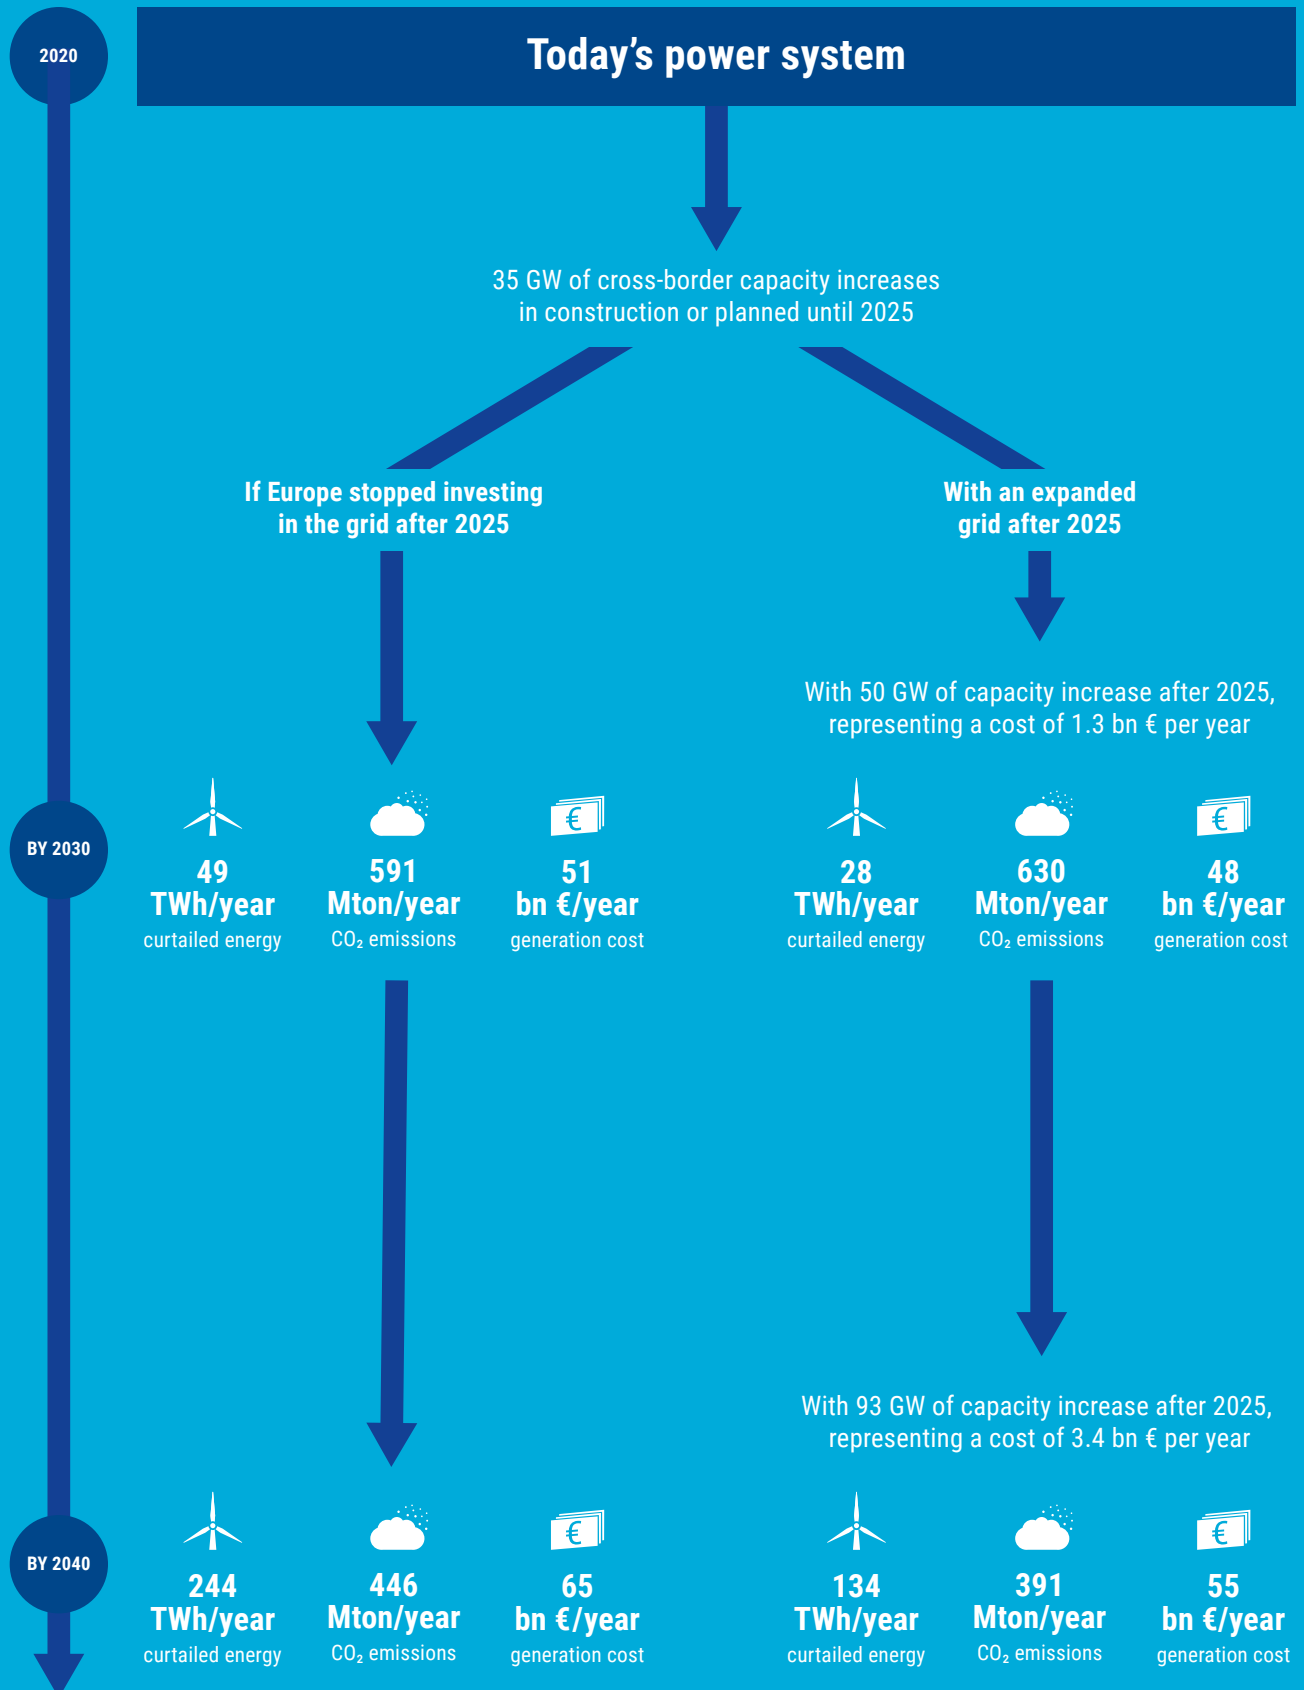 2020
Today’s power system
35 GW of cross-border capacity increases
in construction or planned until 2025
If Europe stopped investing
in the grid after 2025
With an expanded
grid after 2025
With 50 GW of capacity increase after 2025,
representing a cost of 1.3 bn € per year
BY 2030
€
€
49
TWh/year
curtailed energy
591
Mton/year
CO₂ emissions
51
bn €/year
generation cost
28
TWh/year
curtailed energy
630
Mton/year
CO₂ emissions
48
bn €/year
generation cost
With 93 GW of capacity increase after 2025,
representing a cost of 3.4 bn € per year
BY 2040
€
€
244
TWh/year
curtailed energy
446
Mton/year
CO₂ emissions
65
bn €/year
generation cost
134
TWh/year
curtailed energy
391
Mton/year
CO₂ emissions
55
bn €/year
generation cost